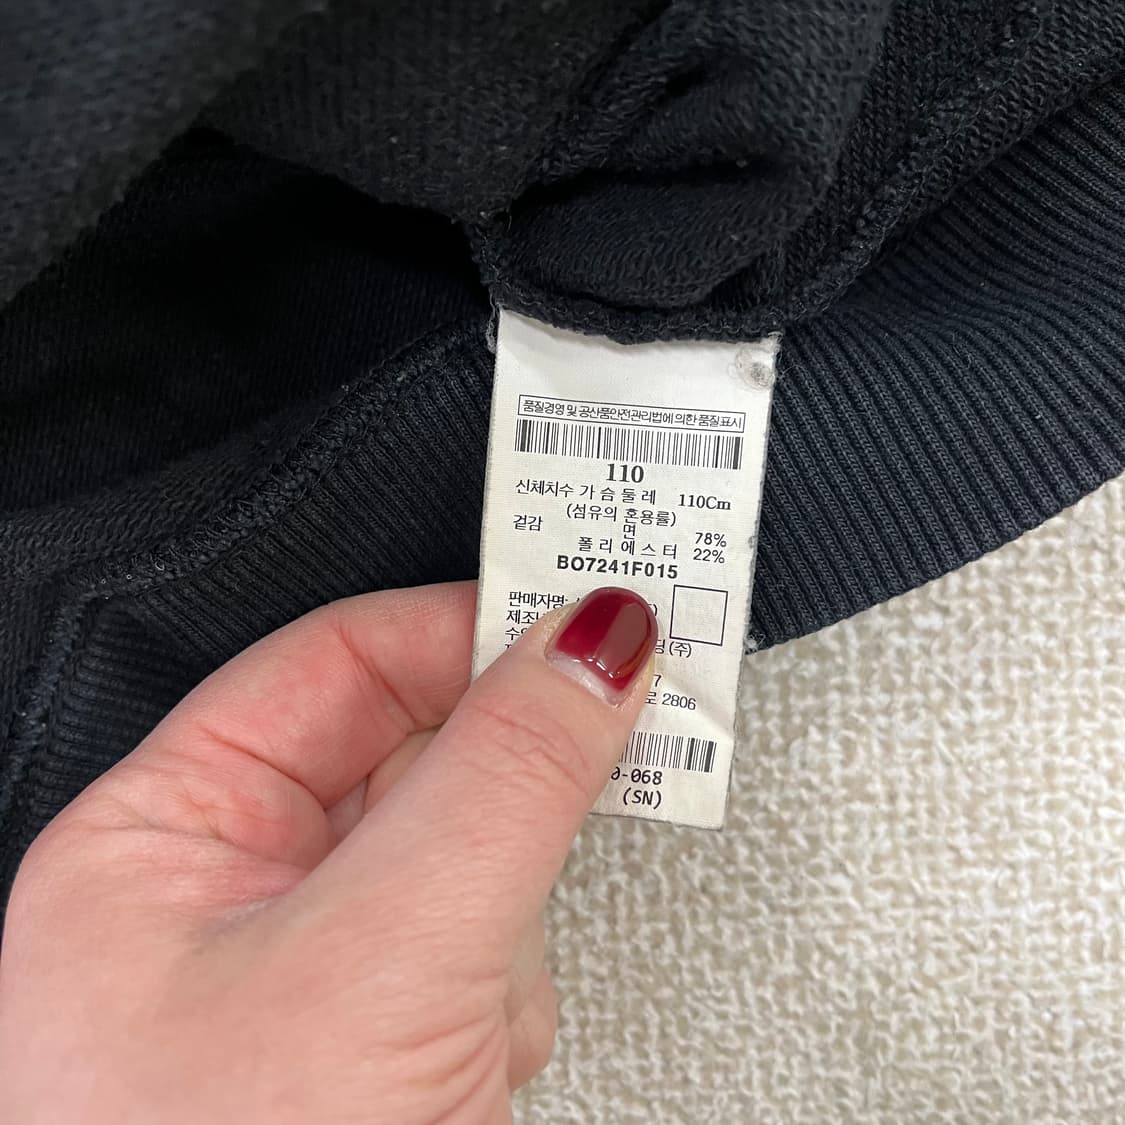 품질경영 및 공산품안전관리법에 의한 품질표시
110
신체치수 가 슴 둘 레 110Cm
(섬유의 혼용률)
겉감 면 78%
폴 리 에 스 터 22%
BO7241F015
판매자명:
(주)
7
로 2806
0-068
(SN)